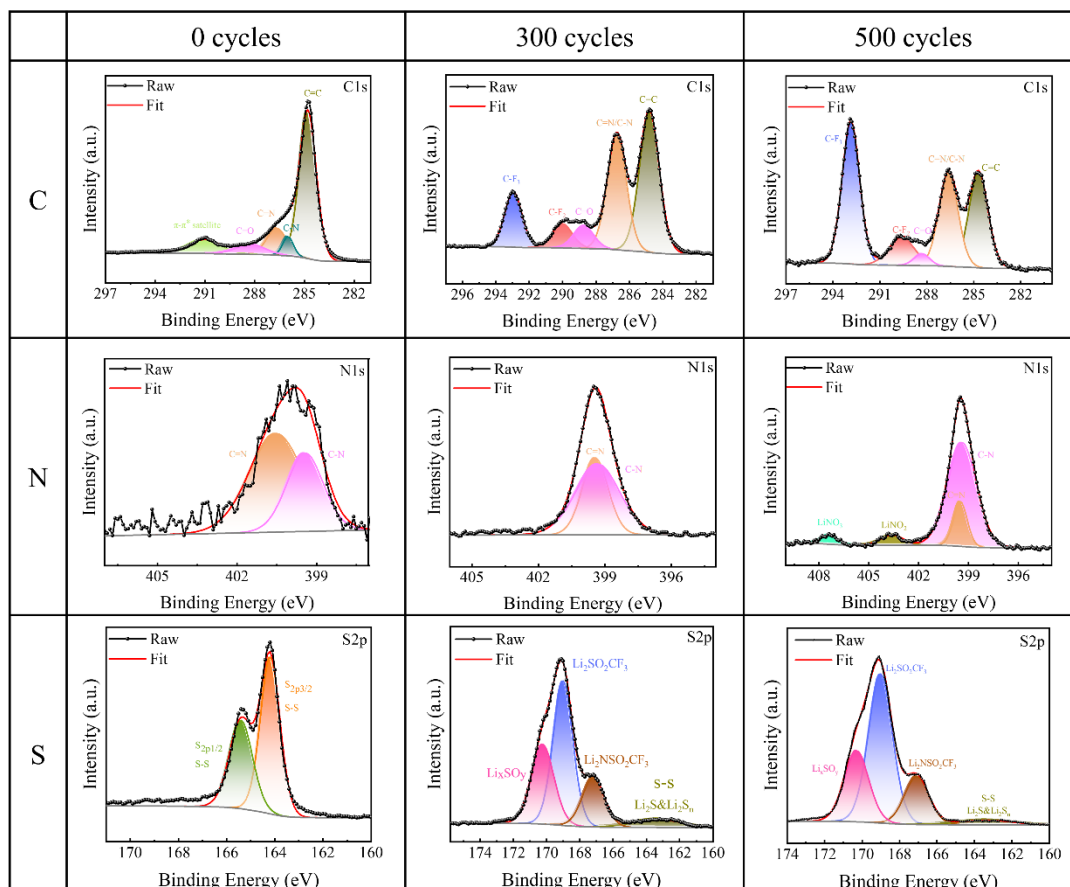 0 cycles
300 cycles
500 cycles
C
Raw
Fit
C1s
C=C
π-π* satellite
C=O
C=N
C-N
Intensity (a.u.)
297 294 291 288 285 282
Binding Energy (eV)
Raw
Fit
C1s
C=C
C=N/C-N
C-F₃
C=O
Intensity (a.u.)
296 294 292 290 288 286 284 282
Binding Energy (eV)
Raw
Fit
C1s
C-F₃
C=N/C-N
C=C
C=O
Intensity (a.u.)
297 294 291 288 285 282
Binding Energy (eV)
N
Raw
Fit
N1s
C=N
C-N
Intensity (a.u.)
405 402 399
Binding Energy (eV)
Raw
Fit
N1s
C=N
C-N
Intensity (a.u.)
405 402 399 396
Binding Energy (eV)
Raw
Fit
N1s
C-N
C=N
LiNO₃
LiNO₂
Intensity (a.u.)
408 405 402 399 396
Binding Energy (eV)
S
Raw
Fit
S2p
S2p3/2
S-S
S2p1/2
S-S
Intensity (a.u.)
170 168 166 164 162 160
Binding Energy (eV)
Raw
Fit
S2p
Li₂SO₂CF₃
LixSOy
Li₂NSO₂CF₃
S-S
Li₂S&Li₂Sₙ
Intensity (a.u.)
174 172 170 168 166 164 162 160
Binding Energy (eV)
Raw
Fit
S2p
Li₂SO₂CF₃
LiₓSOᵧ
Li₂NSO₂CF₃
S-S
Li₂S&Li₂Sₙ
Intensity (a.u.)
174 172 170 168 166 164 162 160
Binding Energy (eV)